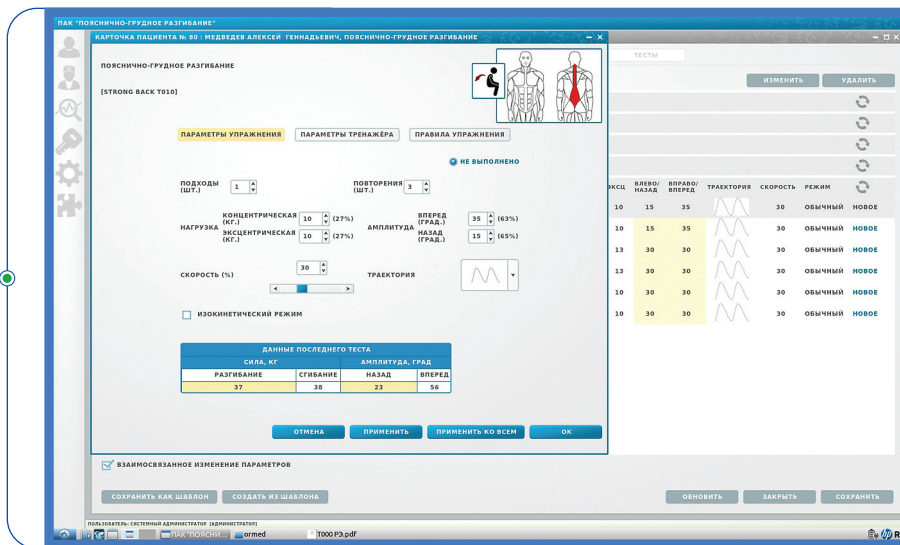 ПАК "ПОЯСНИЧНО-ГРУДНОЕ РАЗГИБАНИЕ"
КАРТОЧКА ПАЦИЕНТА № 80 : МЕДВЕДЕВ АЛЕКСЕЙ ГЕННАДЬЕВИЧ, ПОЯСНИЧНО-ГРУДНОЕ РАЗГИБАНИЕ
ПОЯСНИЧНО-ГРУДНОЕ РАЗГИБАНИЕ
[STRONG BACK T010]
ТЕСТЫ
ИЗМЕНИТЬ УДАЛИТЬ
ПАРАМЕТРЫ УПРАЖНЕНИЯ ПАРАМЕТРЫ ТРЕНАЖЁРА ПРАВИЛА УПРАЖНЕНИЯ
НЕ ВЫПОЛНЕНО
ПОДХОДЫ (ШТ.) 1 ПОВТОРЕНИЯ (ШТ.) 3
НАГРУЗКА
КОНЦЕНТРИЧЕСКАЯ (КГ.) 10 (27%)
ЭКСЦЕНТРИЧЕСКАЯ (КГ.) 10 (27%)
АМПЛИТУДА
ВПЕРЕД (ГРАД.) 35 (63%)
НАЗАД (ГРАД.) 15 (65%)
СКОРОСТЬ (%) 30 ТРАЕКТОРИЯ
ИЗОКИНЕТИЧЕСКИЙ РЕЖИМ
ДАННЫЕ ПОСЛЕДНЕГО ТЕСТА
СИЛА, КГ АМПЛИТУДА, ГРАД
РАЗГИБАНИЕ СГИБАНИЕ НАЗАД ВПЕРЕД
37 38 23 56
ОТМЕНА ПРИМЕНИТЬ ПРИМЕНИТЬ КО ВСЕМ ОК
ЭКСЦ ВЛЕВО/НАЗАД ВПРАВО/ВПЕРЕД ТРАЕКТОРИЯ СКОРОСТЬ РЕЖИМ
10 15 35 30 ОБЫЧНЫЙ НОВОЕ
10 15 35 30 ОБЫЧНЫЙ НОВОЕ
13 30 30 30 ОБЫЧНЫЙ НОВОЕ
13 30 30 30 ОБЫЧНЫЙ НОВОЕ
10 30 30 30 ОБЫЧНЫЙ НОВОЕ
10 30 30 30 ОБЫЧНЫЙ НОВОЕ
ВЗАИМОСВЯЗАННОЕ ИЗМЕНЕНИЕ ПАРАМЕТРОВ
СОХРАНИТЬ КАК ШАБЛОН СОЗДАТЬ ИЗ ШАБЛОНА ОБНОВИТЬ ЗАКРЫТЬ СОХРАНИТЬ
ПОЛЬЗОВАТЕЛЬ: СИСТЕМНЫЙ АДМИНИСТРАТОР (АДМИНИСТРАТОР)
ПАК "ПОЯСНИ... ormed T000 РЭ.pdf hp R